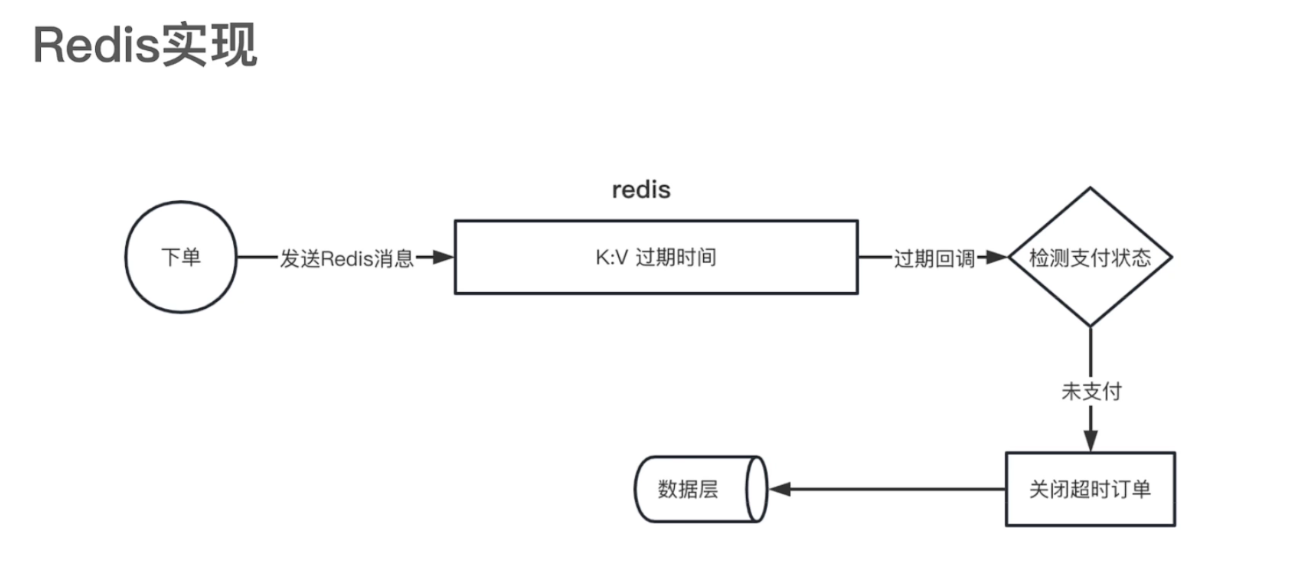 Redis实现
redis
下单
发送Redis消息
K:V 过期时间
过期回调
检测支付状态
未支付
数据层
关闭超时订单